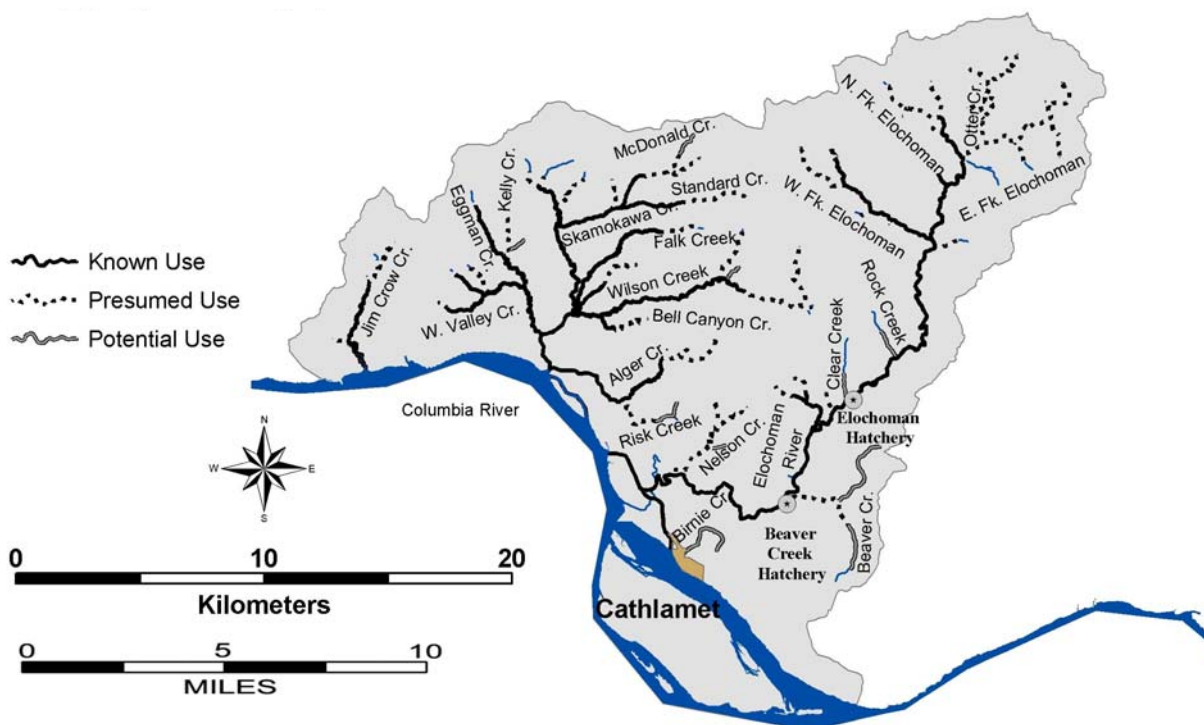 Known Use
Presumed Use
Potential Use
Columbia River
N
W
E
S
0 10 20
Kilometers
0 5 10
MILES
Jim Crow Cr.
Eggman Cr.
W. Valley Cr.
Kelly Cr.
McDonald Cr.
Standard Cr.
Skamokawa Cr.
Falk Creek
Wilson Creek
Bell Canyon Cr.
Alger Cr.
Risk Creek
Nelson Cr.
Elochoman
River
Clear Creek
Rock Creek
W. Fk. Elochoman
N. Fk. Elochoman
Otter Cr.
E. Fk. Elochoman
Elochoman
Hatchery
Beaver Cr.
Beaver
Creek
Hatchery
Birnie Cr.
Cathlamet